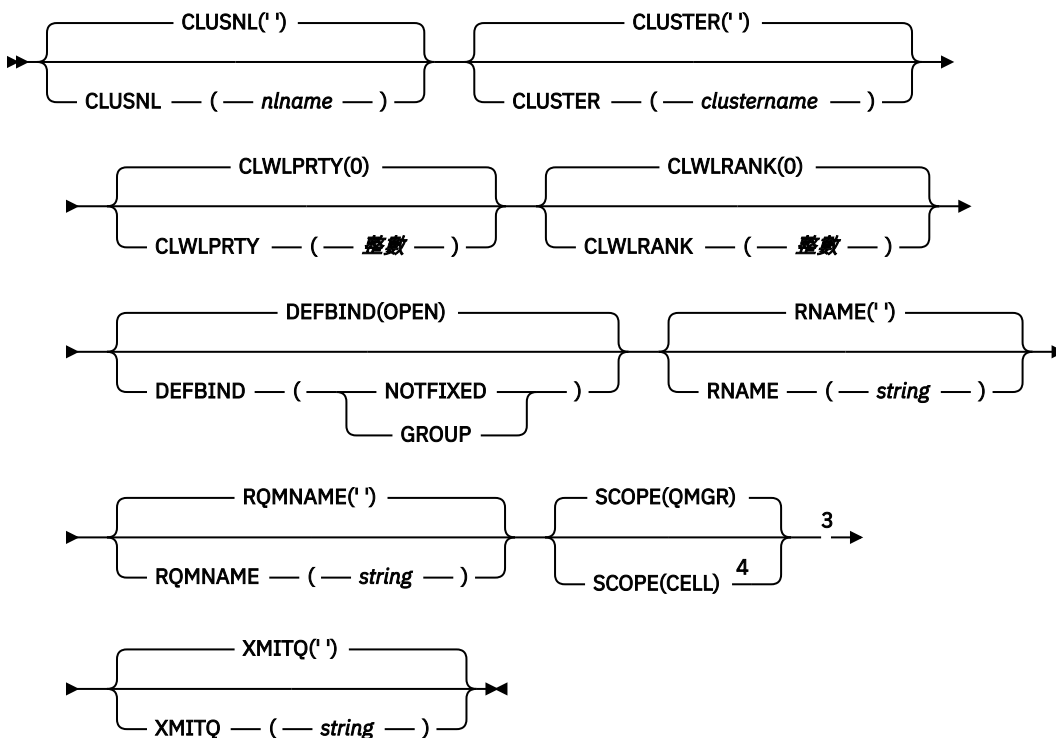 CLUSNL(' ') CLUSTER(' ')
CLUSNL ( nlname ) CLUSTER ( clustername )
CLWLPRTY(0) CLWLRANK(0)
CLWLPRTY ( 整數 ) CLWLRANK ( 整數 )
DEFBIND(OPEN) RNAME(' ')
DEFBIND ( NOTFIXED ) RNAME ( string )
GROUP
RQMNAME(' ') SCOPE(QMGR) 3
RQMNAME ( string ) SCOPE(CELL) 4
XMITQ(' ')
XMITQ ( string )